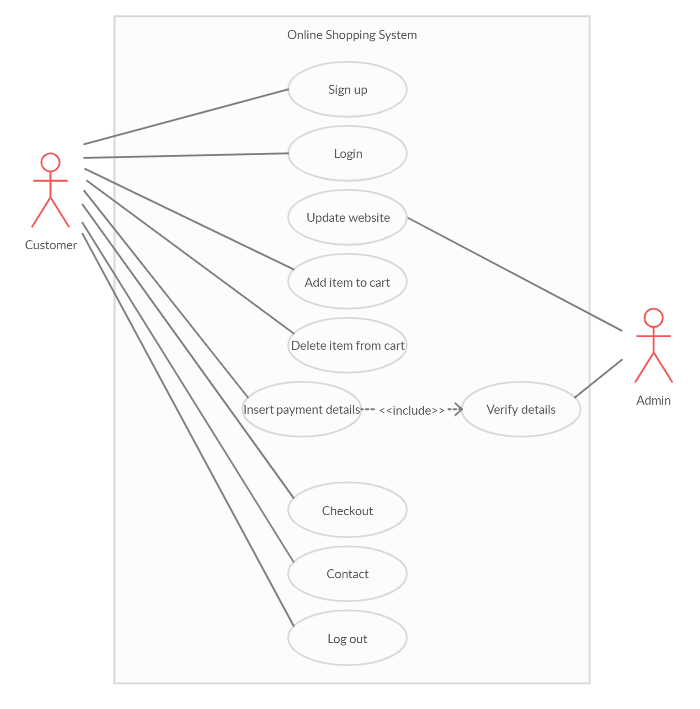 Online Shopping System
Sign up
Login
Update website
Customer
Add item to cart
Delete item from cart
Admin
Insert payment details
<<include>>
Verify details
Checkout
Contact
Log out